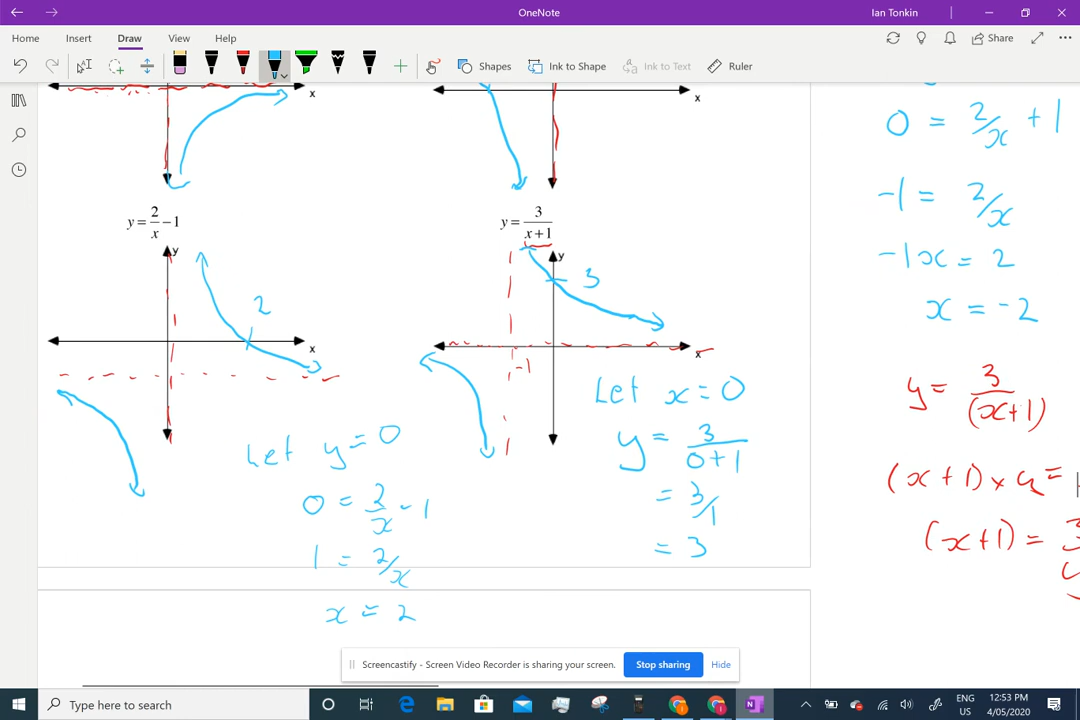 OneNote
Ian Tonkin
Home Insert Draw View Help
Share
Shapes
Ink to Shape
Ink to Text
Ruler
x
x
0 = 2/x + 1
-1 = 2/x
-1x = 2
x = -2
y = 2/x - 1
y
2
x
Let y = 0
0 = 2/x - 1
1 = 2/x
x = 2
y = 3/(x+1)
y
3
x
-1
Let x = 0
y = 3/(0+1)
= 3/1
= 3
y = 3/(x+1)
(x+1) × y =
(x+1) = 3
Screencastify - Screen Video Recorder is sharing your screen.
Stop sharing
Hide
Type here to search
ENG
US
12:53 PM
4/05/2020